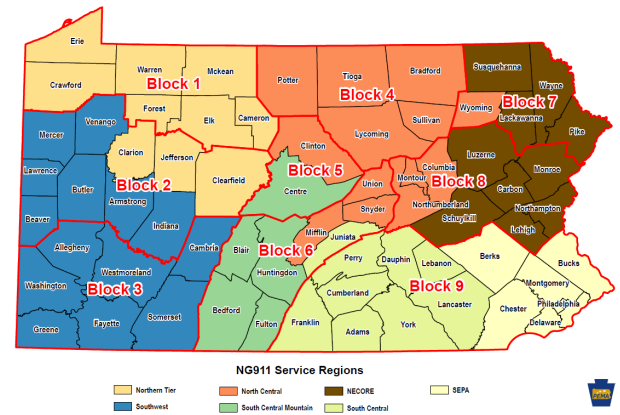 Erie
Crawford
Warren
Mckean
Block 1
Forest
Elk
Cameron
Potter
Tioga
Bradford
Block 4
Lycoming
Sullivan
Susquehanna
Wayne
Wyoming
Block 7
Lackawanna
Pike
Mercer
Venango
Clarion
Jefferson
Clearfield
Lawrence
Butler
Block 2
Armstrong
Beaver
Indiana
Clinton
Block 5
Centre
Union
Snyder
Mifflin
Juniata
Columbia
Montour
Block 8
Northumberland
Luzerne
Monroe
Carbon
Northampton
Schuylkill
Lehigh
Allegheny
Westmoreland
Cambria
Washington
Block 3
Greene
Fayette
Somerset
Blair
Block 6
Huntingdon
Bedford
Fulton
Perry
Dauphin
Lebanon
Cumberland
Block 9
Lancaster
Franklin
Adams
York
Berks
Bucks
Montgomery
Philadelphia
Chester
Delaware
NG911 Service Regions
Northern Tier
North Central
NECORE
SEPA
Southwest
South Central Mountain
South Central
PEMA